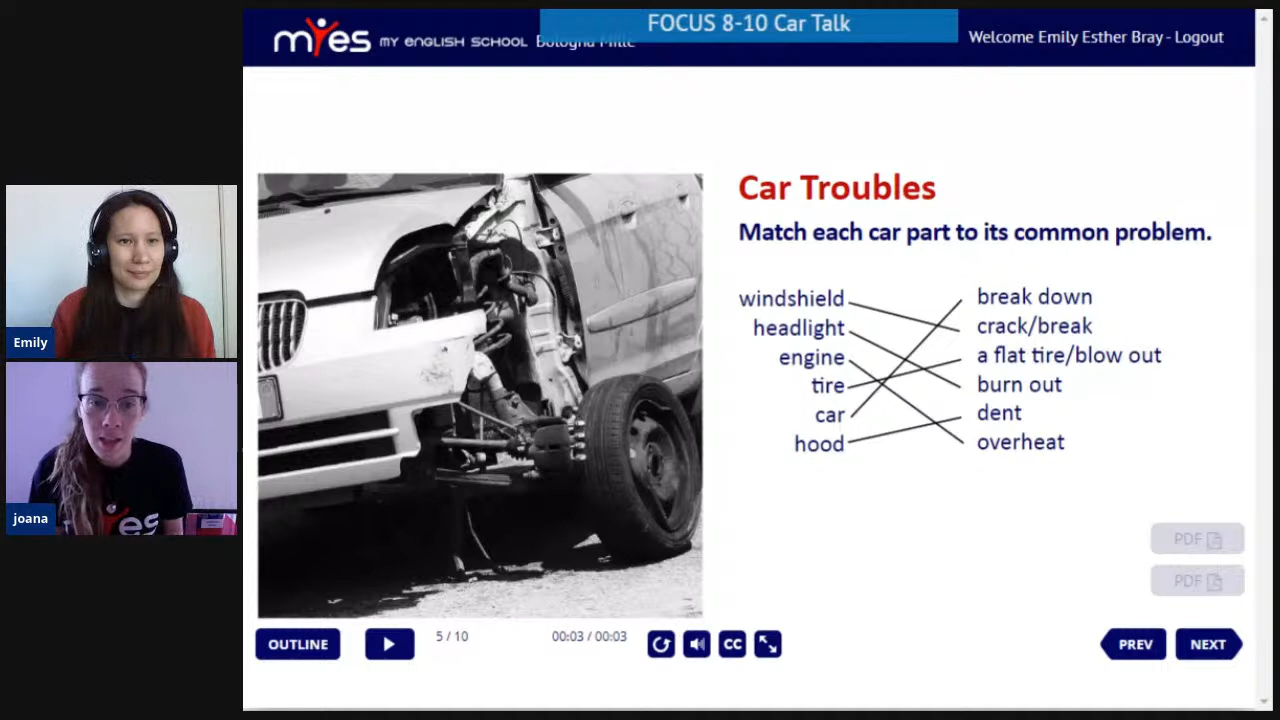 FOCUS 8-10 Car Talk
myes MY ENGLISH SCHOOL Bologna Mille
Welcome Emily Esther Bray - Logout
Car Troubles
Match each car part to its common problem.
windshield break down
headlight crack/break
engine a flat tire/blow out
tire burn out
car dent
hood overheat
Emily
joana
PDF
PDF
OUTLINE
5 / 10
00:03 / 00:03
CC
PREV
NEXT